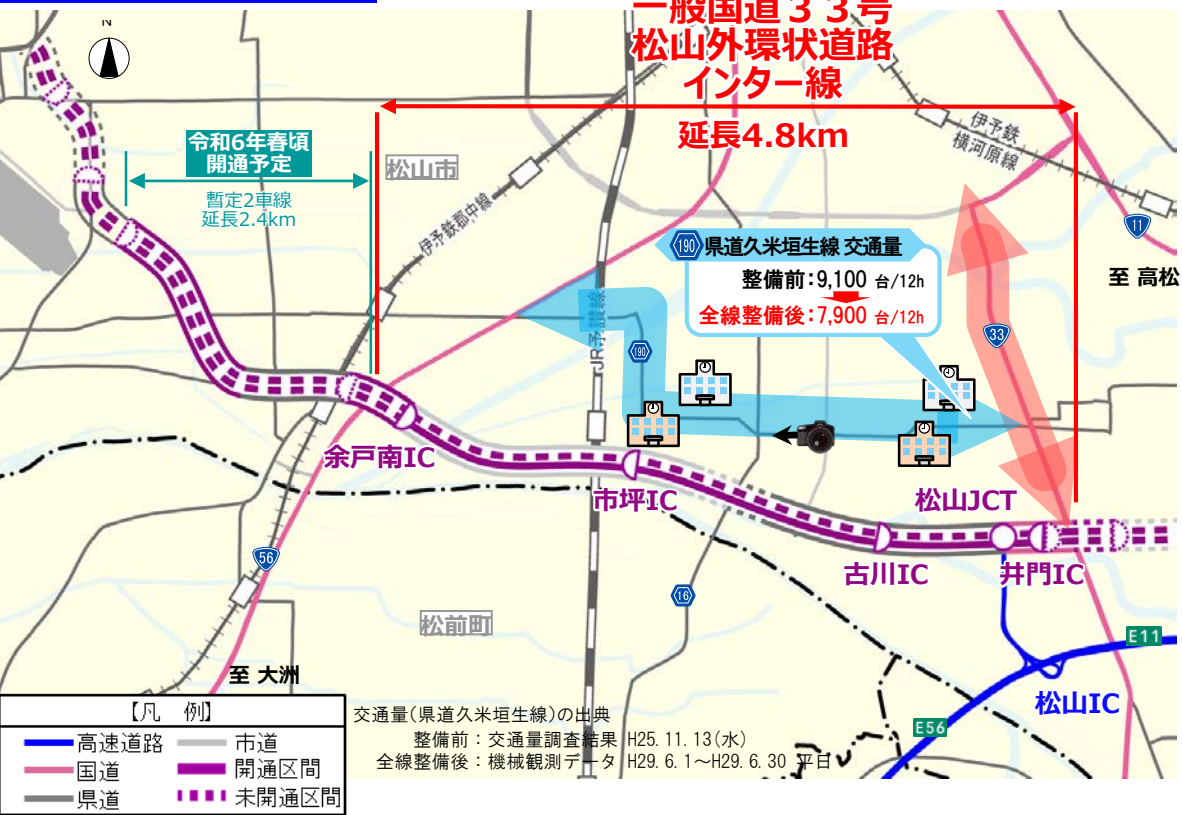 一般国道３３号
松山外環状道路
インター線
延長4.8km
N
令和6年春頃
開通予定
暫定2車線
延長2.4km
松山市
伊予鉄郡中線
伊予鉄
横河原線
11
至 高松
190 県道久米垣生線 交通量
整備前：9,100 台/12h
全線整備後：7,900 台/12h
JR予讃線
190
33
余戸南IC
市坪IC
松山JCT
古川IC
井門IC
56
16
松前町
至 大洲
E11
松山IC
E56
【凡 例】
高速道路
市道
国道
開通区間
県道
未開通区間
交通量(県道久米垣生線)の出典
整備前：交通量調査結果 H25.11.13(水)
全線整備後：機械観測データ H29.6.1～H29.6.30 平日